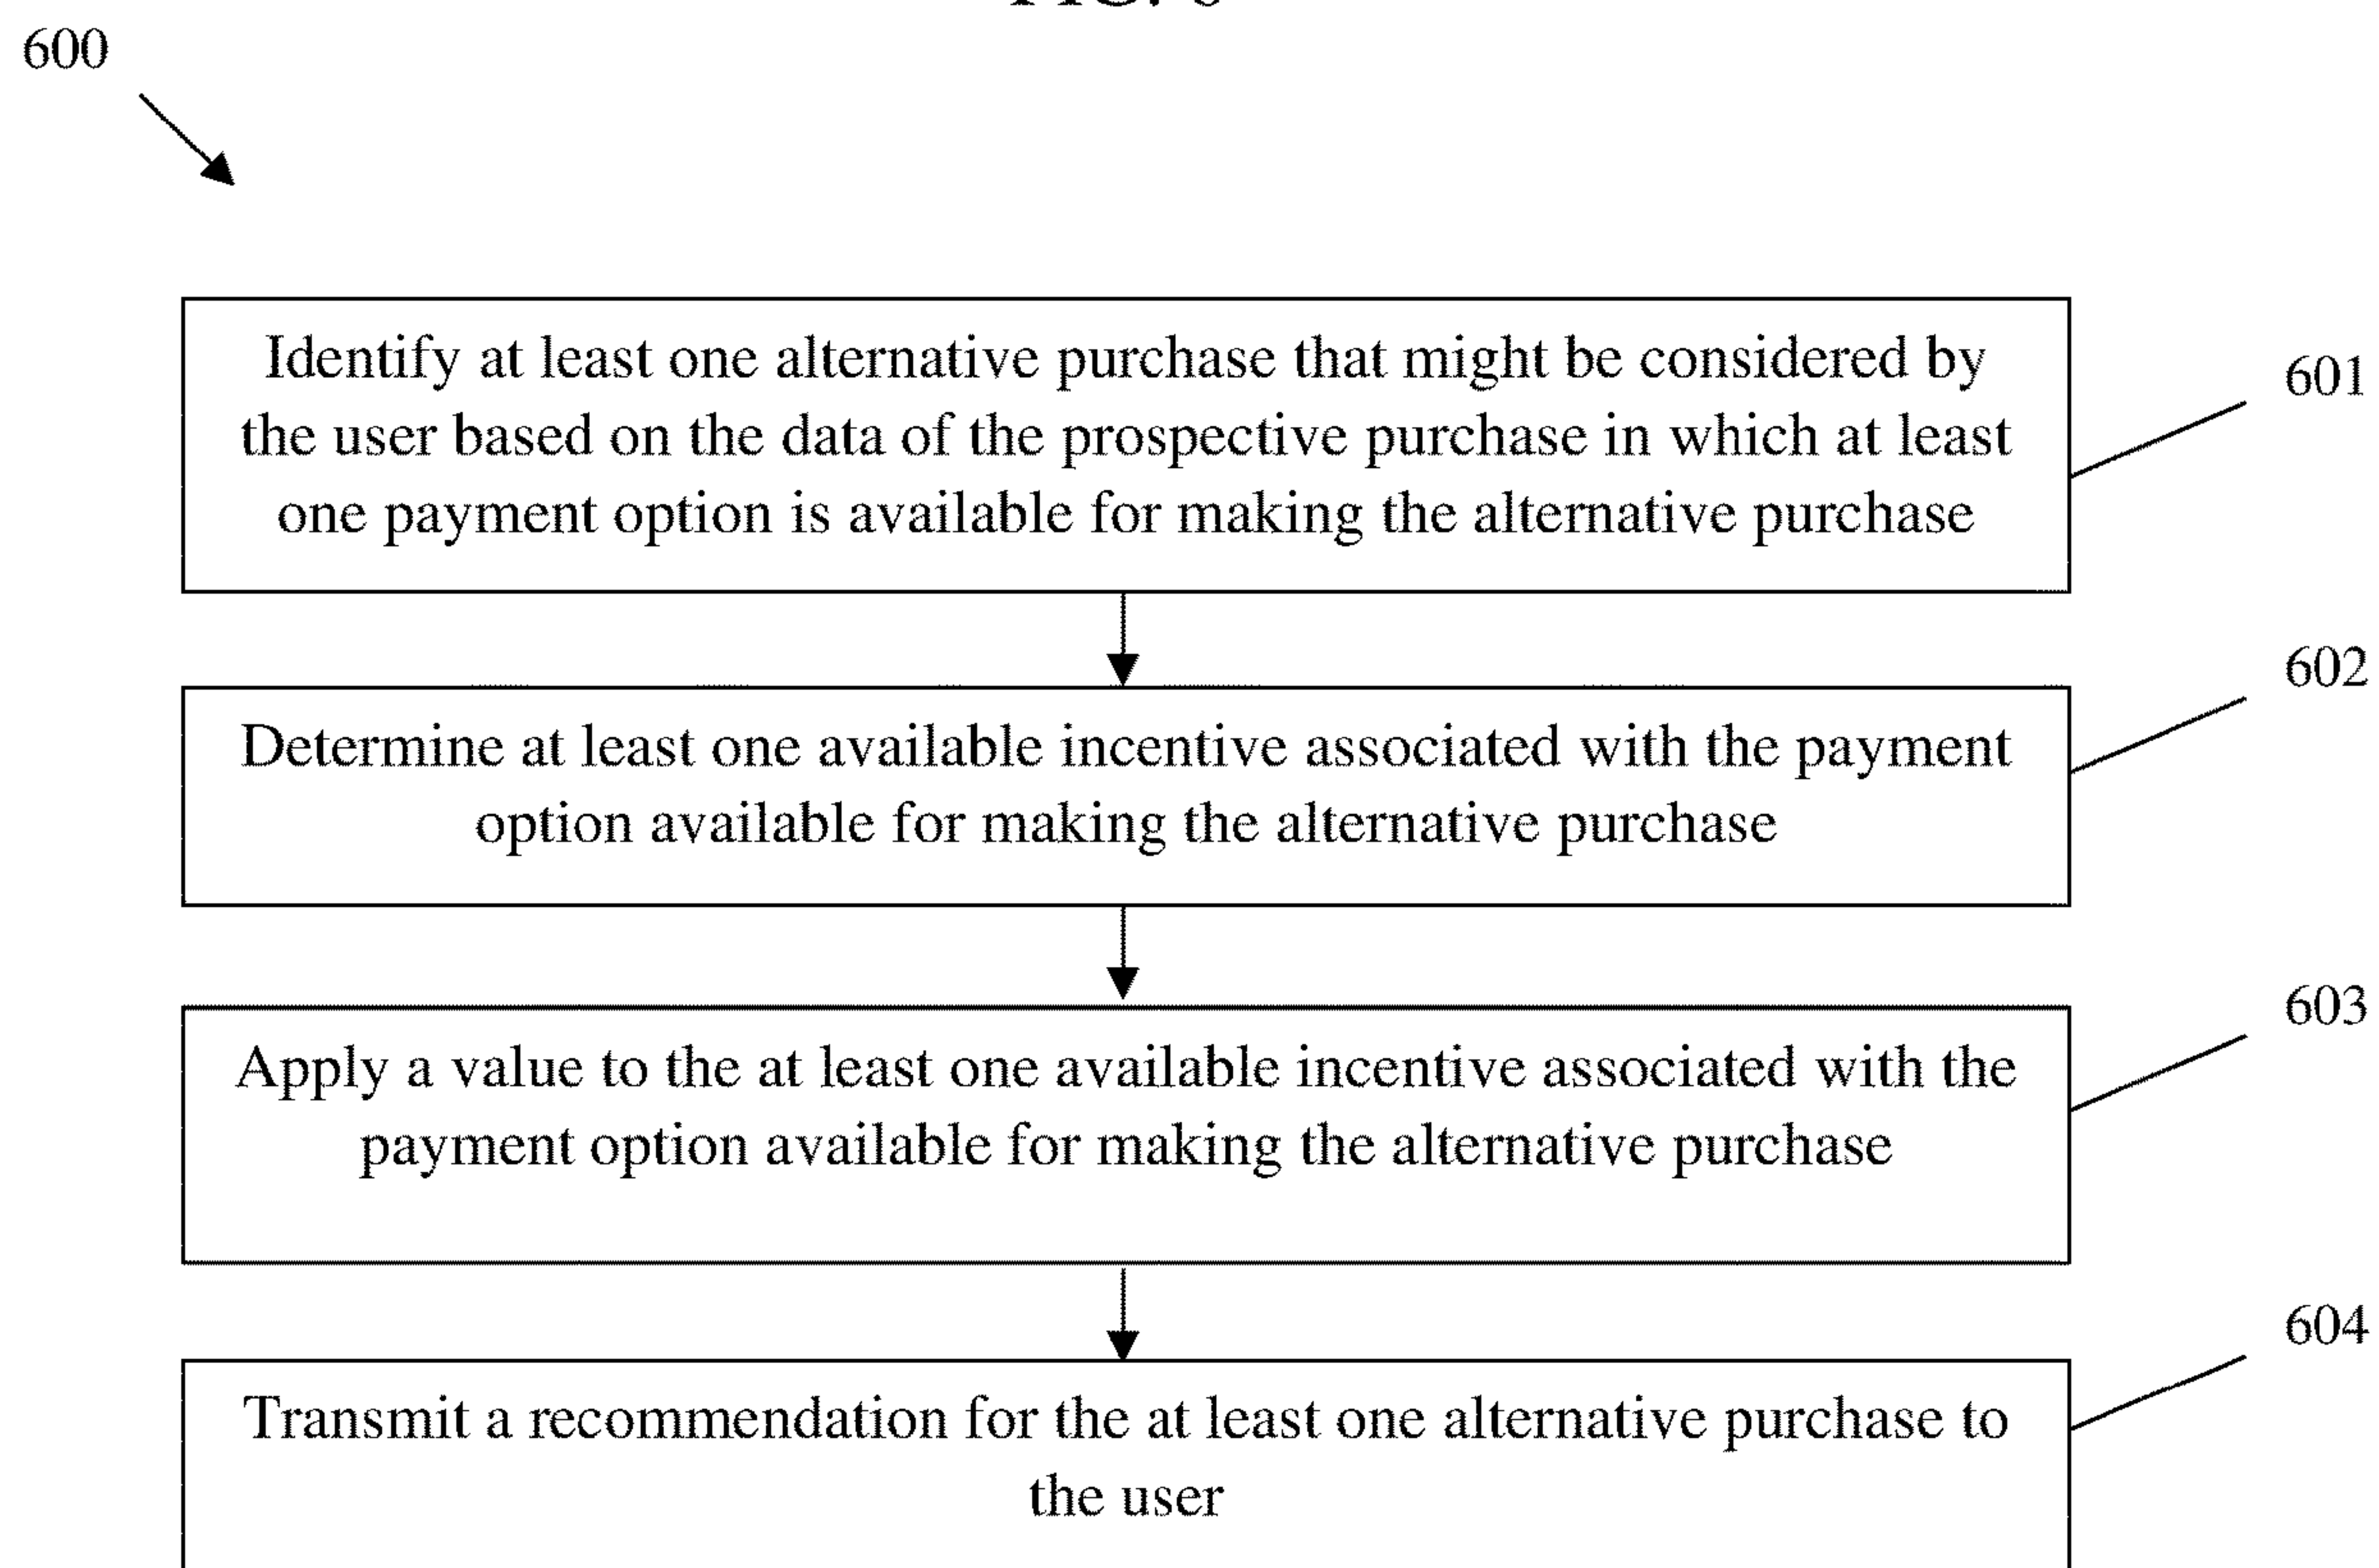 600
Identify at least one alternative purchase that might be considered by
the user based on the data of the prospective purchase in which at least
one payment option is available for making the alternative purchase
601
Determine at least one available incentive associated with the payment
option available for making the alternative purchase
602
Apply a value to the at least one available incentive associated with the
payment option available for making the alternative purchase
603
Transmit a recommendation for the at least one alternative purchase to
the user
604